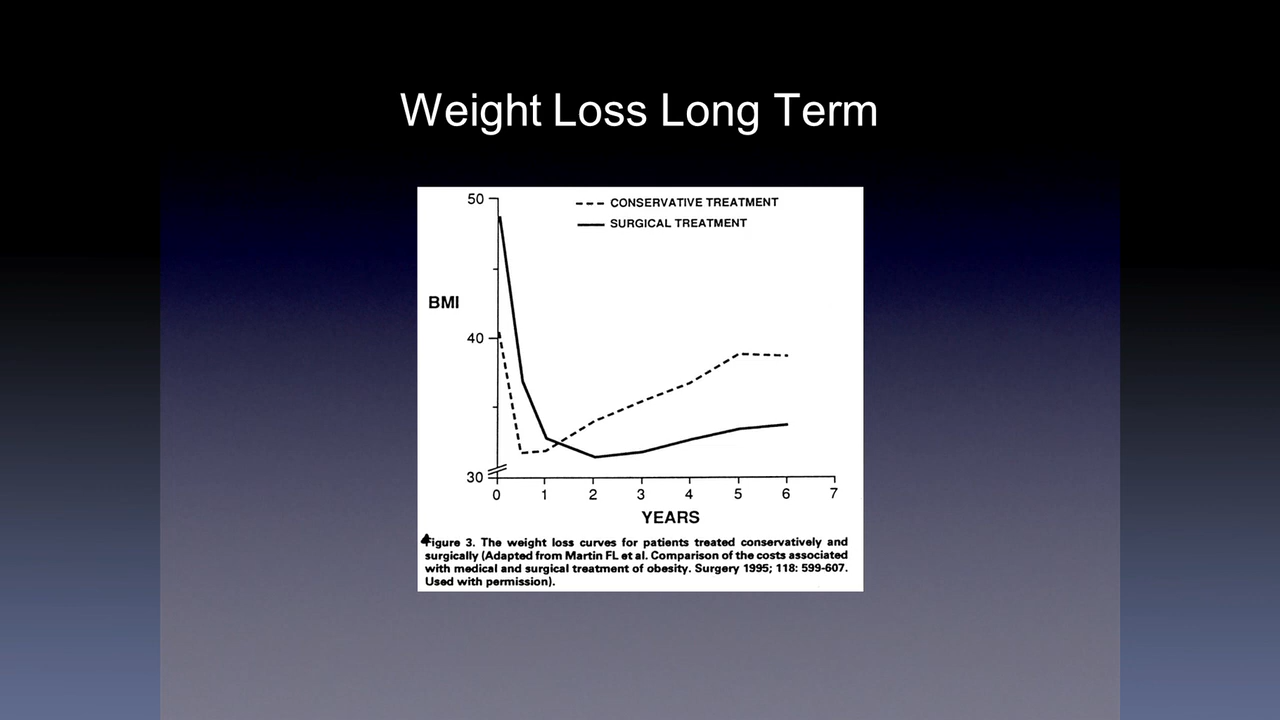 Weight Loss Long Term
50
CONSERVATIVE TREATMENT
SURGICAL TREATMENT
BMI
40
30
0 1 2 3 4 5 6 7
YEARS
Figure 3. The weight loss curves for patients treated conservatively and
surgically (Adapted from Martin FL et al. Comparison of the costs associated
with medical and surgical treatment of obesity. Surgery 1995; 118: 599-607.
Used with permission).